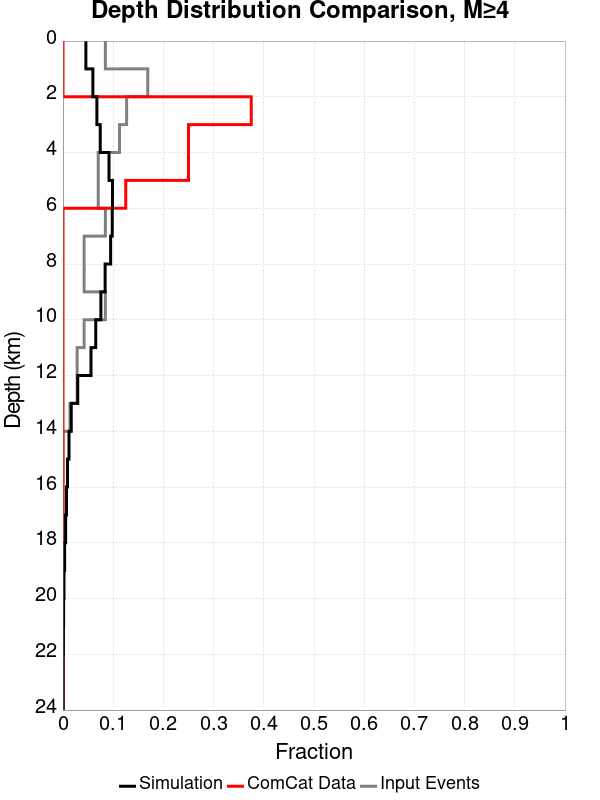 Depth Distribution Comparison, M≥4
0
2
4
6
8
10
12
14
16
18
20
22
24
Depth (km)
0 0.1 0.2 0.3 0.4 0.5 0.6 0.7 0.8 0.9 1
Fraction
Simulation ComCat Data Input Events